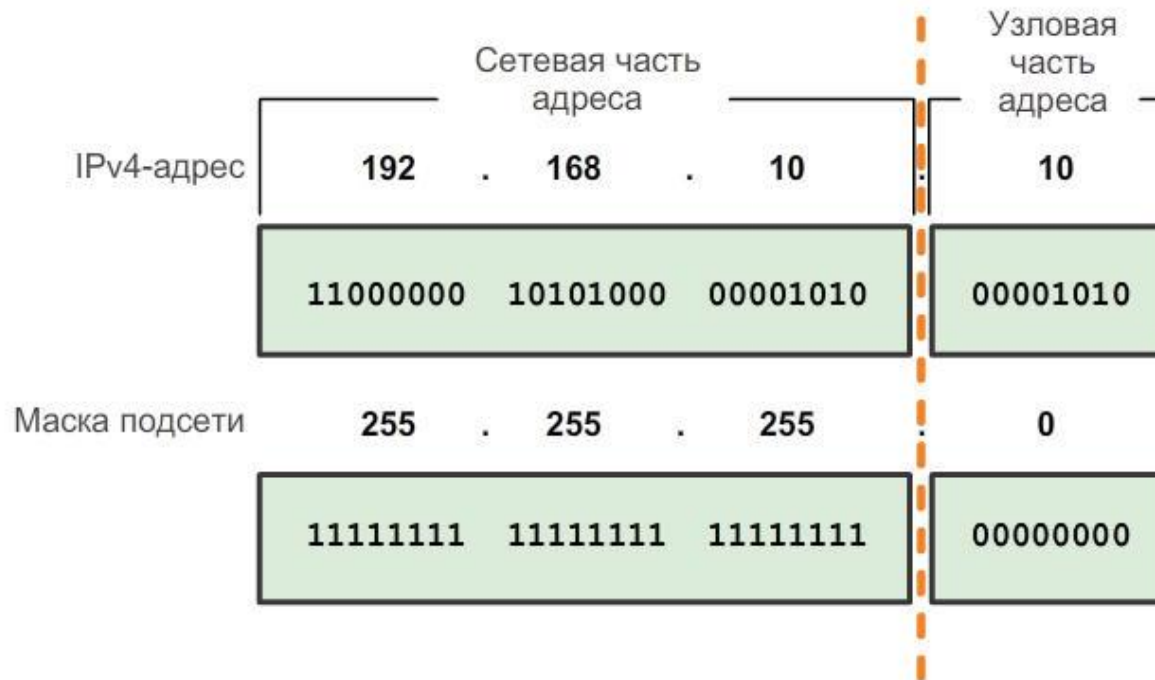 Сетевая часть
адреса
Узловая
часть
адреса
IPv4-адрес 192 . 168 . 10 . 10
11000000 10101000 00001010 00001010
Маска подсети 255 . 255 . 255 . 0
11111111 11111111 11111111 00000000